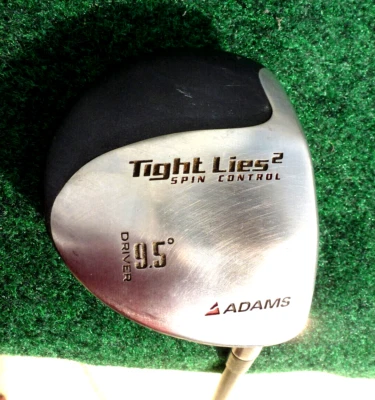 Tight Lies²
SPIN CONTROL
DRIVER
9.5°
ADAMS